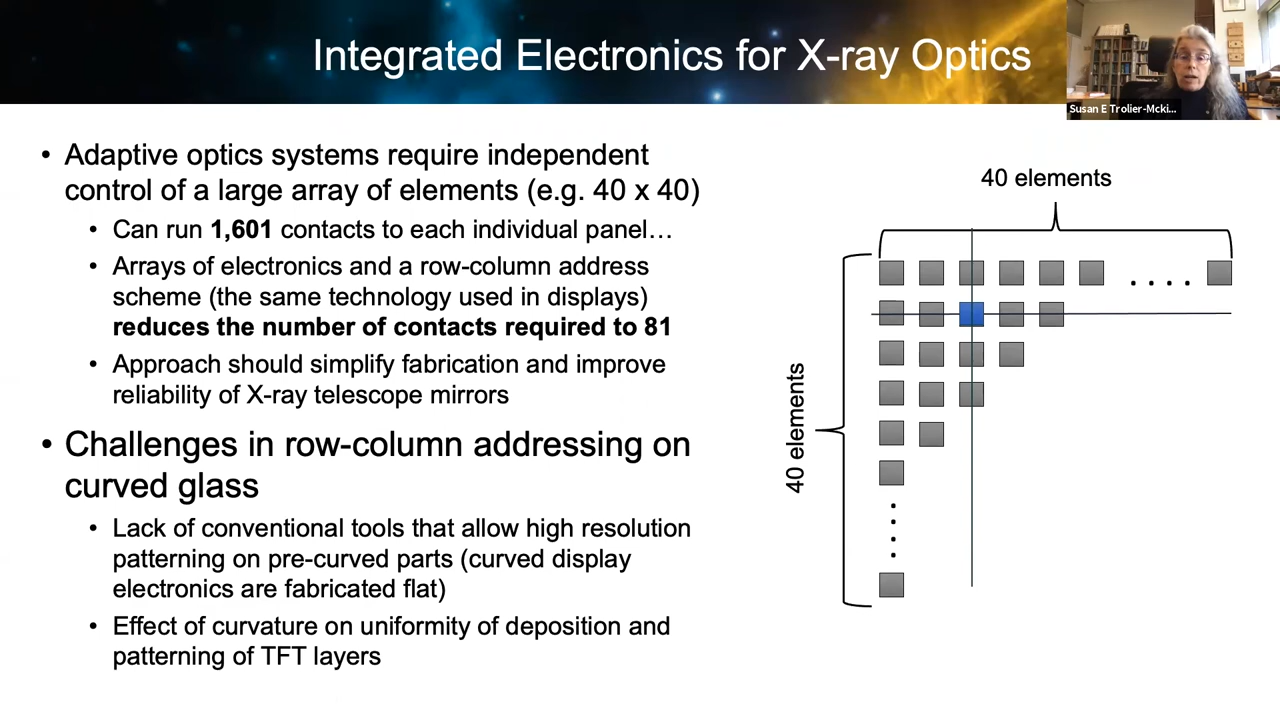 Integrated Electronics for X-ray Optics
Susan E Trolier-Mcki...
• Adaptive optics systems require independent
control of a large array of elements (e.g. 40 x 40)
• Can run 1,601 contacts to each individual panel…
• Arrays of electronics and a row-column address
scheme (the same technology used in displays)
reduces the number of contacts required to 81
• Approach should simplify fabrication and improve
reliability of X-ray telescope mirrors
• Challenges in row-column addressing on
curved glass
• Lack of conventional tools that allow high resolution
patterning on pre-curved parts (curved display
electronics are fabricated flat)
• Effect of curvature on uniformity of deposition and
patterning of TFT layers
40 elements
40 elements